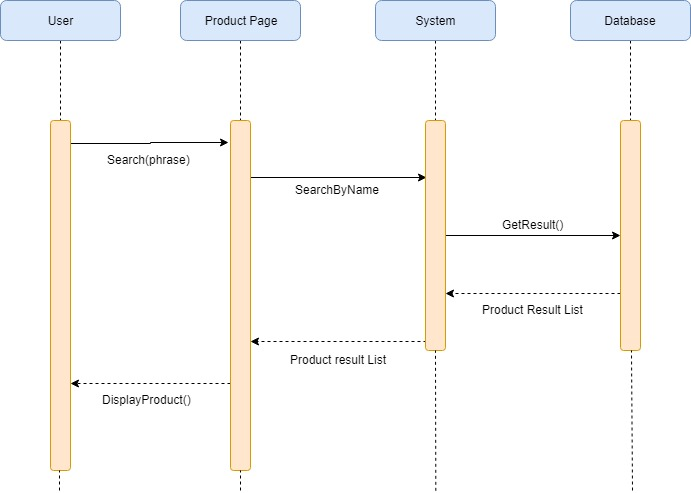 User
Product Page
System
Database
Search(phrase)
SearchByName
GetResult()
Product Result List
Product result List
DisplayProduct()